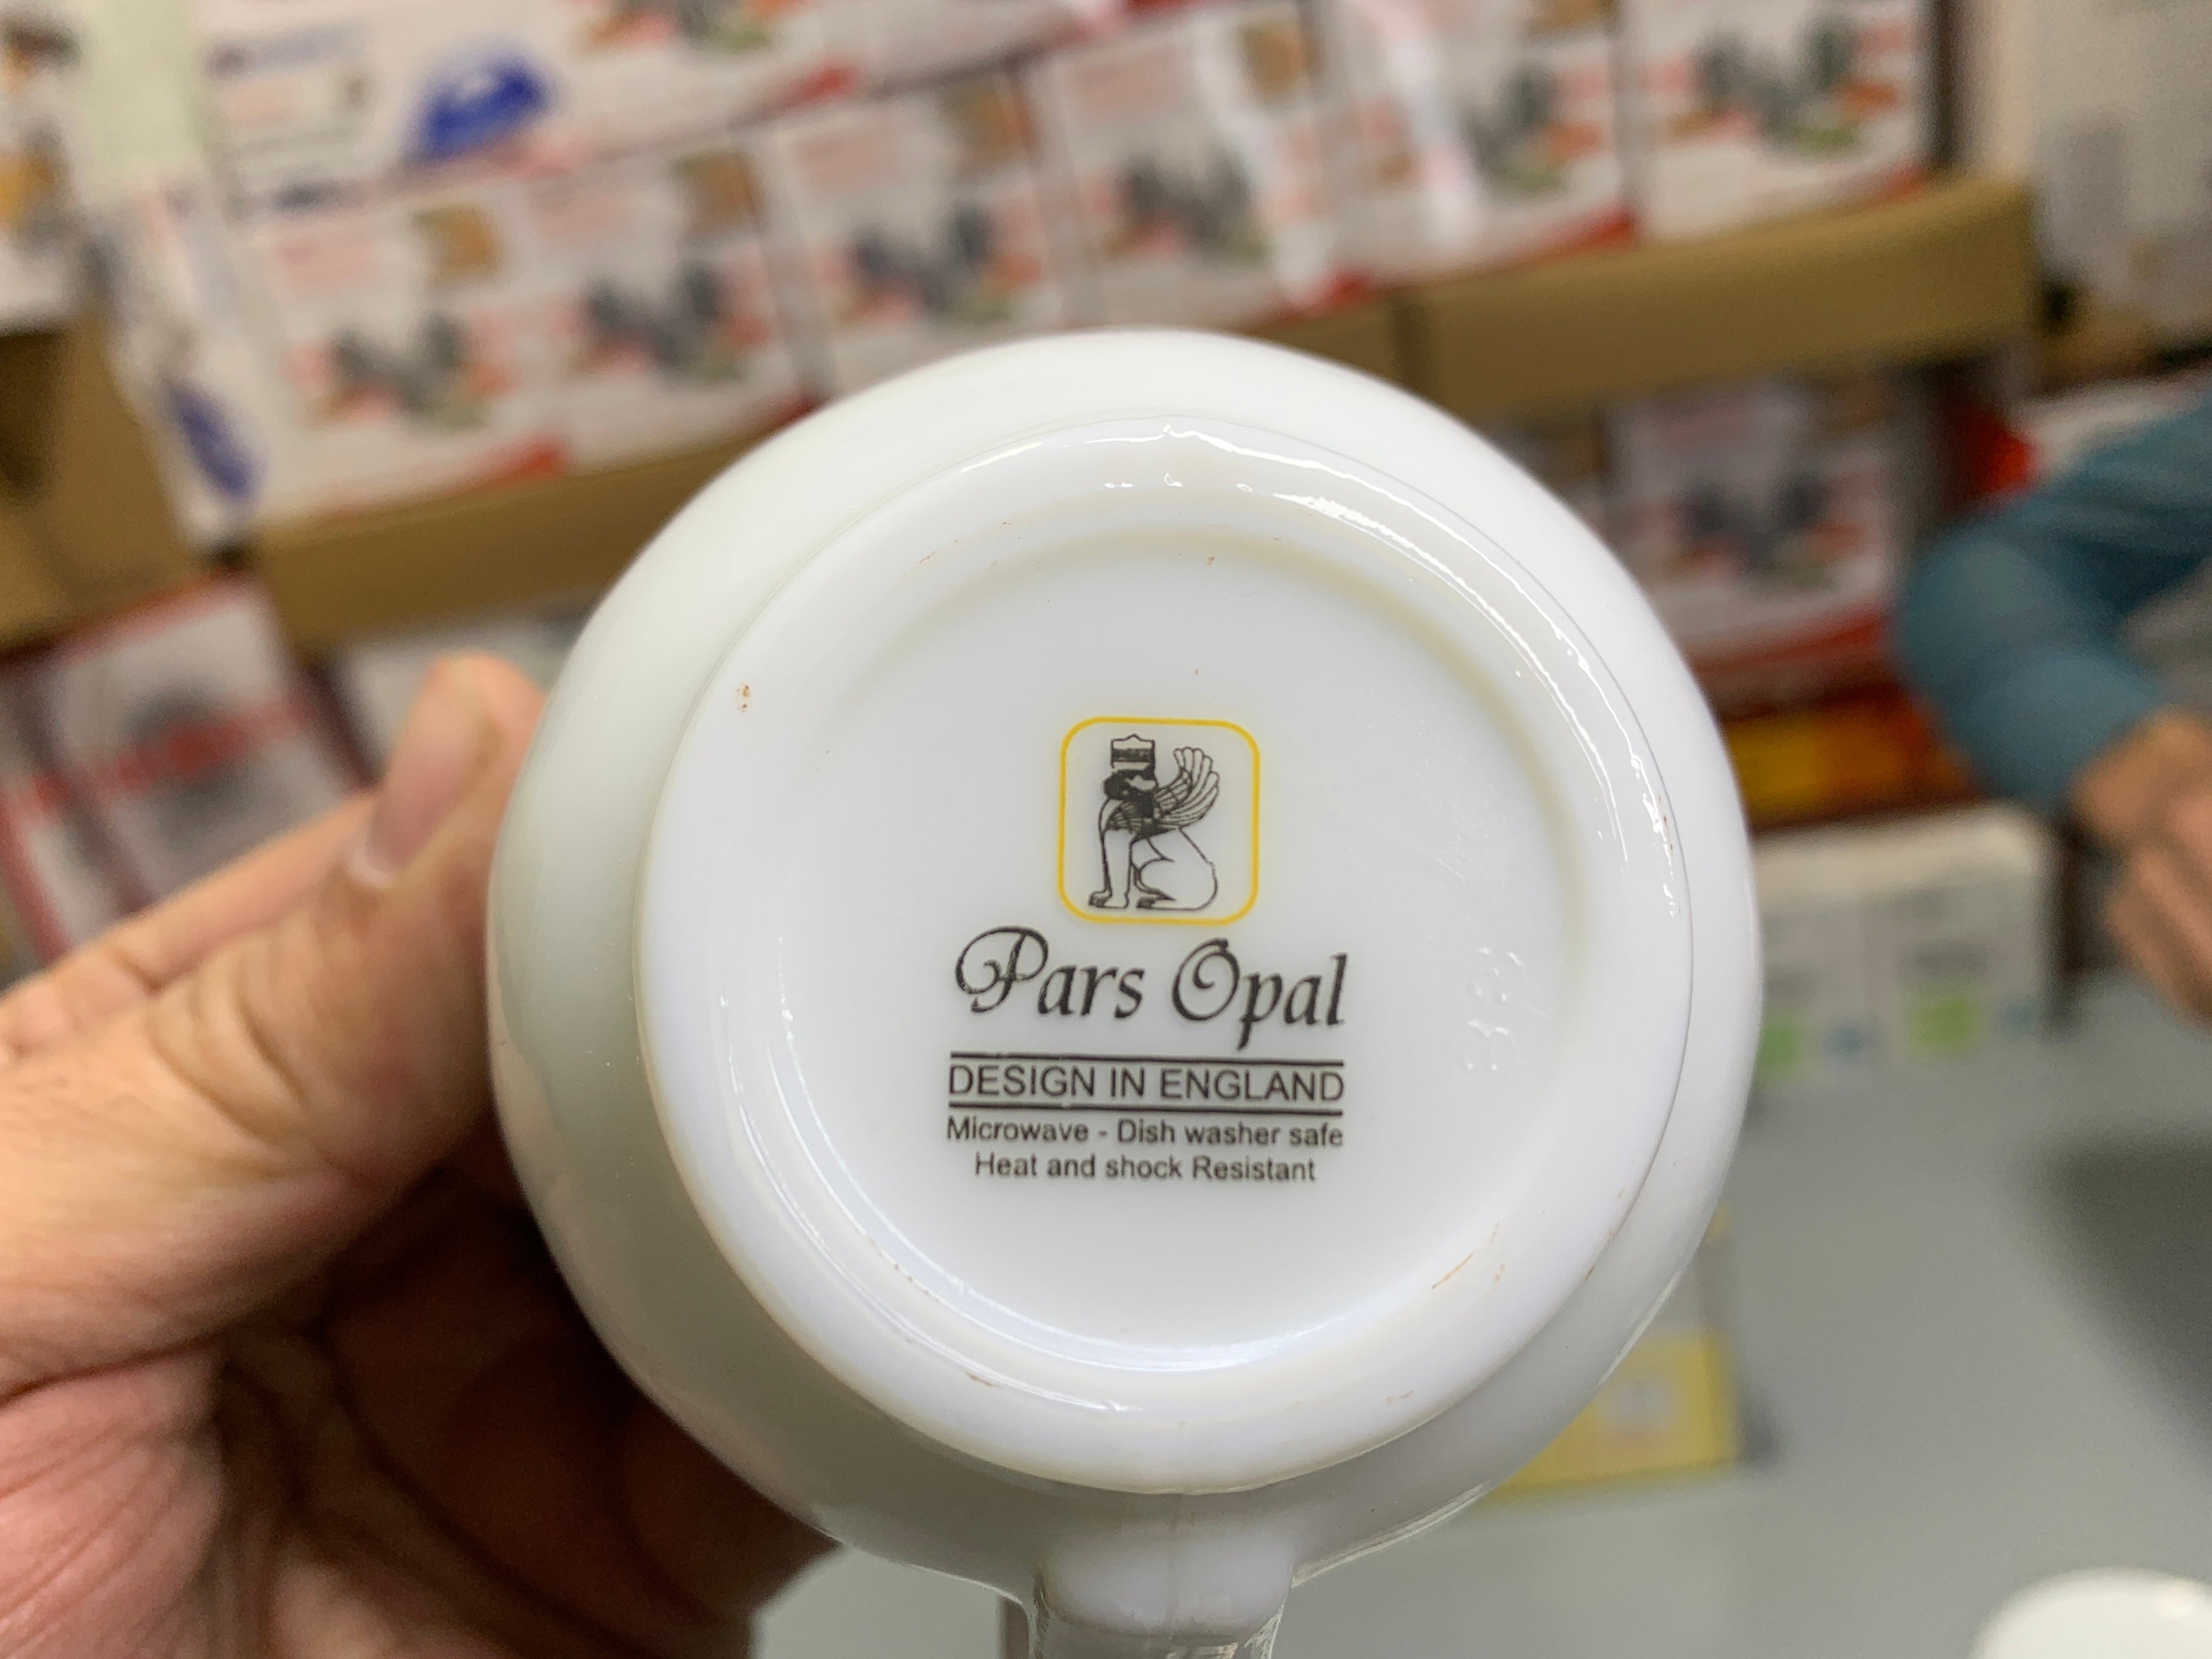 Pars Opal
DESIGN IN ENGLAND
Microwave - Dish washer safe
Heat and shock Resistant